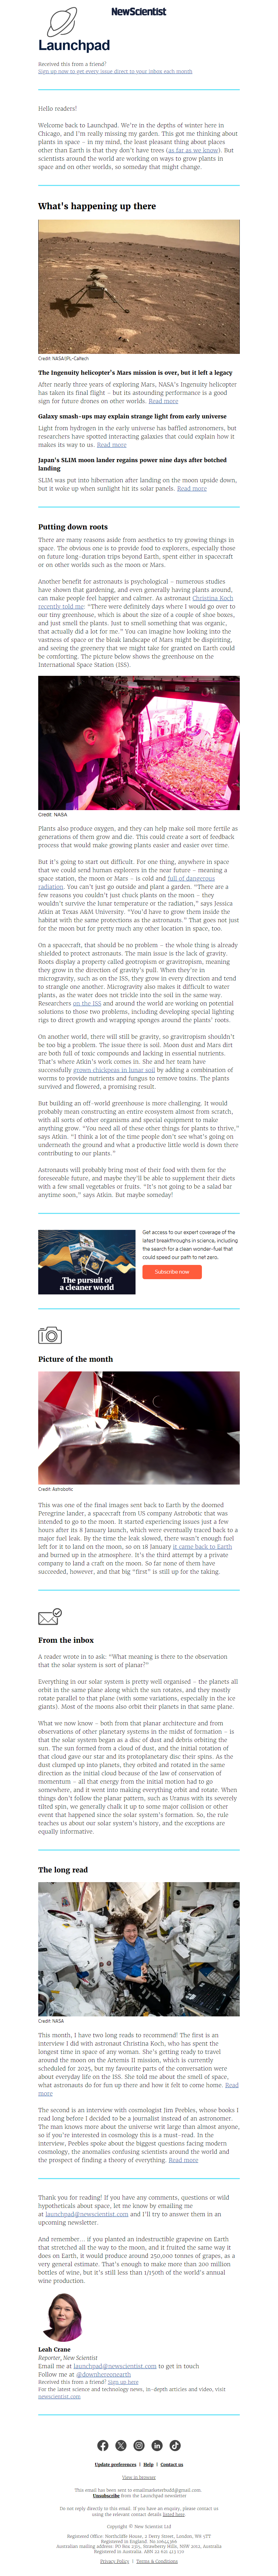 NewScientist
Launchpad
Received this from a friend?
Sign up now to get every issue direct to your inbox each month
Hello readers!
Welcome back to Launchpad. We're in the depths of winter here in
Chicago, and I'm really missing my garden. This got me thinking about
plants in space – in my mind, the least pleasant thing about places
other than Earth is that they don't have trees (as far as we know). But
scientists around the world are working on ways to grow plants in
space and on other worlds, so someday that might change.
What's happening up there
Credit: NASA/JPL-Caltech
The Ingenuity helicopter's Mars mission is over, but it left a legacy
After nearly three years of exploring Mars, NASA's Ingenuity helicopter
has taken its final flight – but its astounding performance is a good
sign for future drones on other worlds. Read more
Galaxy smash-ups may explain strange light from early universe
Light from hydrogen in the early universe has baffled astronomers, but
researchers have spotted interacting galaxies that could explain how it
makes its way to us. Read more
Japan's SLIM moon lander regains power nine days after botched
landing
SLIM was put into hibernation after landing on the moon upside down,
but it woke up when sunlight hit its solar panels. Read more
Putting down roots
There are many reasons aside from aesthetics to try growing things in
space. The obvious one is to provide food to explorers, especially those
on future long-duration trips beyond Earth, spent either in spacecraft
or on other worlds such as the moon or Mars.
Another benefit for astronauts is psychological – numerous studies
have shown that gardening, and even generally having plants around,
can make people feel happier and calmer. As astronaut Christina Koch
recently told me: "There were definitely days where I would go over to
our tiny greenhouse, which is about the size of a couple of shoe boxes,
and just smell the plants. Just to smell something that was organic,
that actually did a lot for me." You can imagine how looking into the
vastness of space or the bleak landscape of Mars might be dispiriting,
and seeing the greenery that we might take for granted on Earth could
be comforting. The picture below shows the greenhouse on the
International Space Station (ISS).
Credit: NASA
Plants also produce oxygen, and they can help make soil more fertile as
generations of them grow and die. This could create a sort of feedback
process that would make growing plants easier and easier over time.
But it's going to start out difficult. For one thing, anywhere in space
that we could send human explorers in the near future – meaning a
space station, the moon or Mars – is cold and full of dangerous
radiation. You can't just go outside and plant a garden. "There are a
few reasons you couldn't just chuck plants on the moon – they
wouldn't be able to survive the lunar temperature or the radiation," says Jessica
Atkin at Texas A&M University. "You'd have to grow them inside the
habitat with the same protections as the astronauts." That goes not just
for the moon but for pretty much any other location in space, too.
On a spacecraft, that should be no problem – the whole thing is already
shielded to protect astronauts. The main issue is the lack of gravity.
Roots display a property called geotropism or gravitropism, meaning
they grow in the direction of gravity's pull. When they're in
microgravity, such as on the ISS, they grow in every direction and tend
to strangle one another. Microgravity also makes it difficult to water
plants, as the water does not trickle into the soil in the same way.
Researchers on the ISS and around the world are working on potential
solutions to those two problems, including developing special lighting
rigs to direct growth and wrapping sponges around the plants' roots.
On another world, there will still be gravity, so gravitropism wouldn't
be too big a problem. The issue there is soil. Moon dust and Mars dirt
are both full of toxic compounds and lacking in essential nutrients.
That's where Atkin's work comes in. She and her team have
successfully grown chickpeas in lunar soil by adding a combination of
worms to provide nutrients and fungus to remove toxins. The plants
survived and flowered, a promising result.
But building an off-world greenhouse is more challenging. It would
probably mean constructing an entire ecosystem almost from scratch,
with all sorts of other organisms and special equipment to make
anything grow. "You need all of these other things for plants to thrive,"
says Atkin. "I think a lot of the time people don't see what's going on
underneath the ground and what a productive little world is down there
contributing to our plants."
Astronauts will probably bring most of their food with them for the
foreseeable future, and maybe they'll be able to supplement their diets
with a few small vegetables or fruits. "It's not going to be a salad bar
anytime soon," says Atkin. But maybe someday!
The pursuit of
a cleaner world
Get access to our expert coverage of the
latest breakthroughs in science, including
the search for a clean wonder-fuel that
could speed our path to net zero.
Subscribe now
Picture of the month
Credit: Astrobotic
This was one of the final images sent back to Earth by the doomed
Peregrine lander, a spacecraft from US company Astrobotic that was
intended to go to the moon. It started experiencing issues just a few
hours after its 8 January launch, which were eventually traced back to a
major propellant leak. By the time the leak slowed, there wasn't enough fuel
left for it to land on the moon, so on 18 January it came back to Earth
and burned up in the atmosphere. It's the third attempt by a private
company to land a craft on the moon. So far none of them have
succeeded, however, and that big "first" is still up for the taking.
From the inbox
A reader wrote in to ask: "What meaning is there to the observation
that the solar system is sort of planar?"
Everything in our solar system is pretty well organised – the planets all
orbit in the same direction that the sun rotates, and they mostly
rotate parallel to that plane (with some variations, especially in the ice
giants). Most of the moons also orbit their planets in that same plane.
What we now know – both from that planar architecture and from
observations of other planetary systems in the midst of formation – is
that the solar system began as a disc of dust and debris orbiting the
sun. The sun formed from a cloud of dust, and the initial rotation of
that cloud gave our star and its protoplanetary disc their spins. As the
dust clumped up into planets, they orbited and rotated in the same
direction as the initial cloud because of the law of conservation of
momentum – all that energy from the initial motion had to go
somewhere, and it went into making everything orbit and rotate. When
things don't follow the planar pattern, such as Uranus with its severely
tilted spin, we generally chalk it up to some major collision or other
event that happened since the solar system's formation. So, the rule
teaches us about our solar system's history, and the exceptions are
equally informative.
The long read
Credit: NASA
This month, I have two long reads to recommend! The first is an
interview I did with astronaut Christina Koch, who has spent the
longest time in space of any woman. She's getting ready to travel
around the moon on the Artemis II mission, which is currently
scheduled for 2025, but my favourite parts of the conversation were
about everyday life on the ISS. She told me about the smell of space,
what astronauts do for fun up there and how it felt to come home. Read
more
The second is an interview with cosmologist Jim Peebles, whose books I
read long before I decided to be a journalist instead of an astronomer.
The man knows more about the universe writ large than almost anyone,
so if you're interested in cosmology this is a must-read. In the
interview, Peebles spoke about the biggest questions facing modern
cosmology, the anomalies confusing scientists around the world and
the prospect of finding a theory of everything. Read more
Thank you for reading! If you have any comments, questions or wild
hypotheticals about space, let me know by emailing me
at launchpad@newscientist.com and I'll try to answer them in an
upcoming newsletter.
And remember... if you planted an indestructible grapevine on Earth
that stretched all the way to the moon, and it fruited the same way it
does on Earth, it would produce around 250,000 tonnes of grapes, as a
very general estimate. That's enough to make more than 200 million
bottles of wine, but it's still less than 1/150th of the world's annual
wine production.
Leah Crane
Reporter, New Scientist
Email me at launchpad@newscientist.com to get in touch
Follow me at @downhereonearth
Received this from a friend? Sign up here
For the latest science and technology news, in-depth articles and video, visit
newscientist.com
Update preferences | Help | Contact us
View in browser
Unsubscribe from the Launchpad newsletter
Do not reply directly to this email. If you have an enquiry, please contact us
using the relevant contact details listed here.
Copyright © New Scientist Ltd
Registered Office: Northcliffe House, 2 Derry Street, London, W8 5TT
Privacy Policy | Terms & Conditions